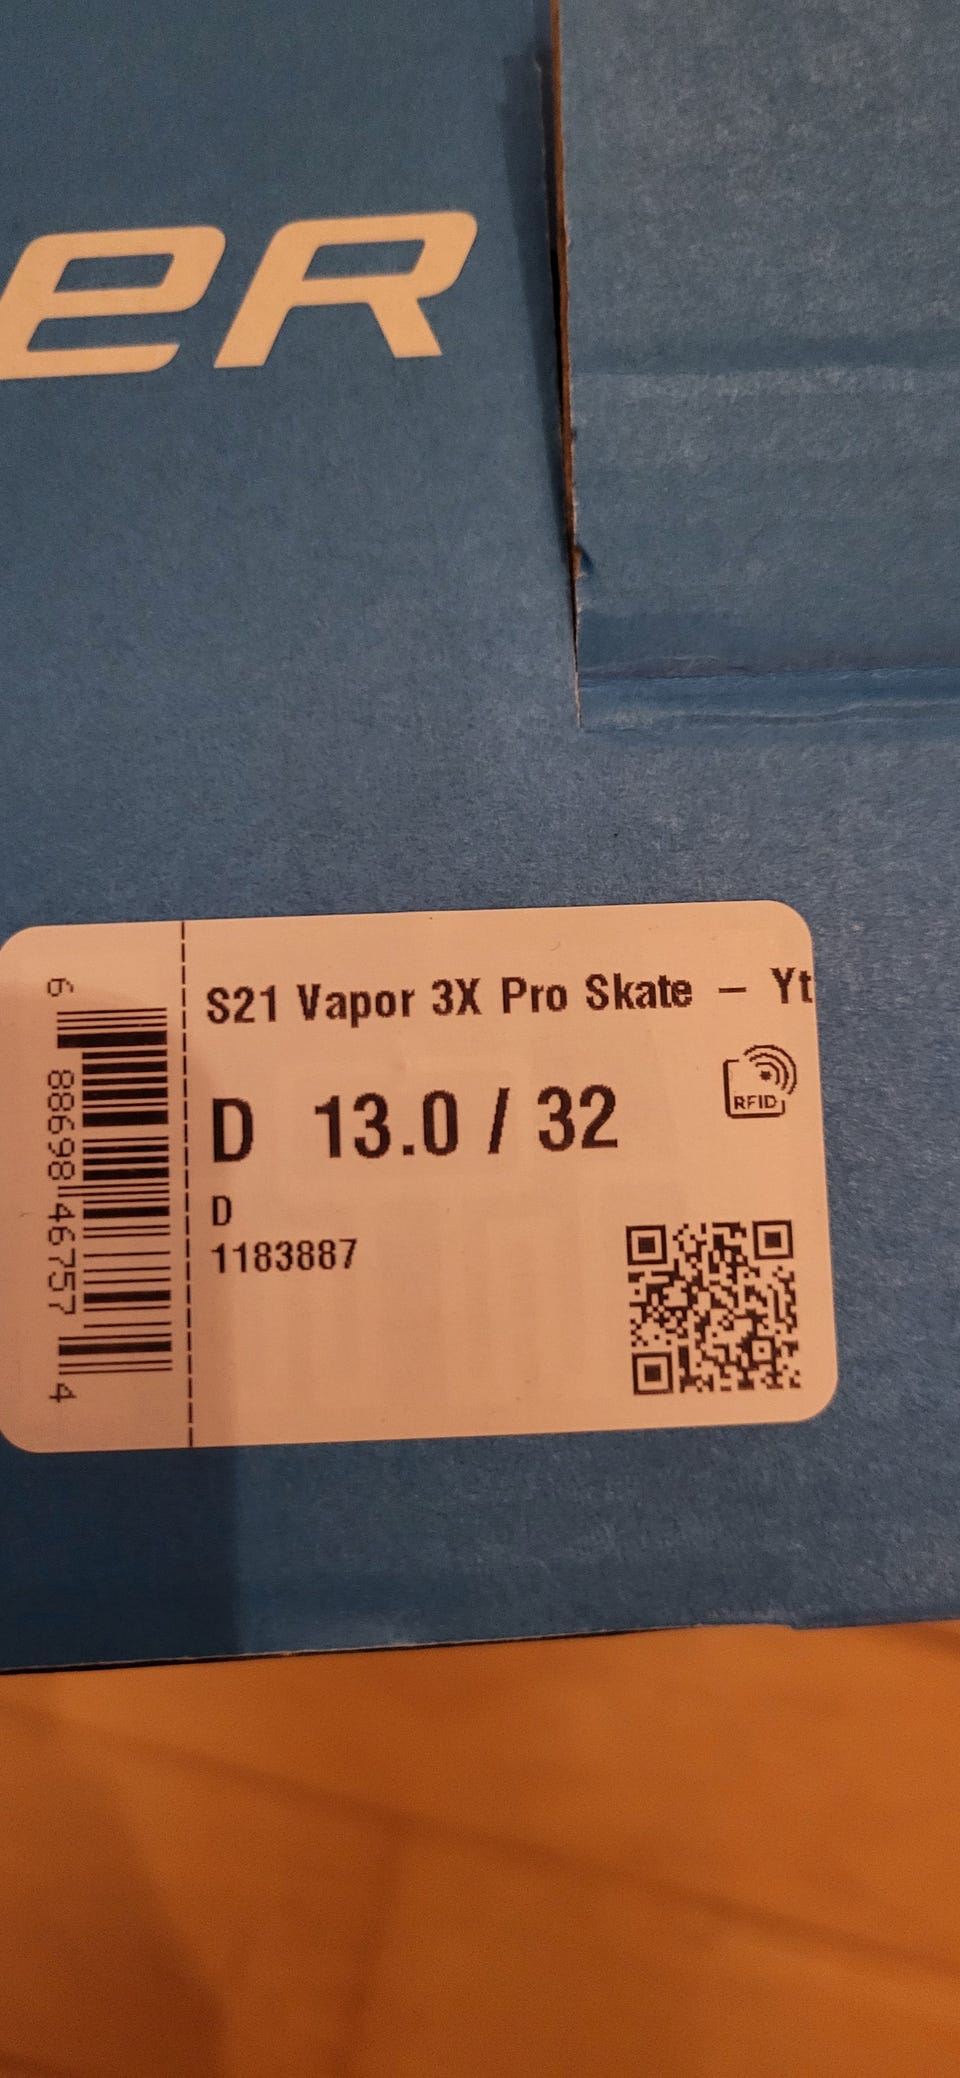 eR
S21 Vapor 3X Pro Skate – Yt
D 13.0 / 32
RFID
D
1183887
6 88698 46757 4